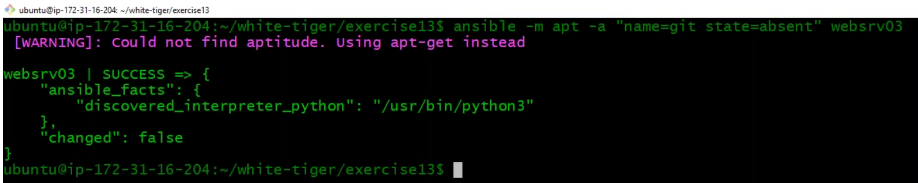 ubuntu@ip-172-31-16-204: ~/white-tiger/exercise13
ubuntu@ip-172-31-16-204:~/white-tiger/exercise13$ ansible -m apt -a "name=git state=absent" websrv03
[WARNING]: Could not find aptitude. Using apt-get instead
websrv03 | SUCCESS => {
"ansible_facts": {
"discovered_interpreter_python": "/usr/bin/python3"
},
"changed": false
}
ubuntu@ip-172-31-16-204:~/white-tiger/exercise13$